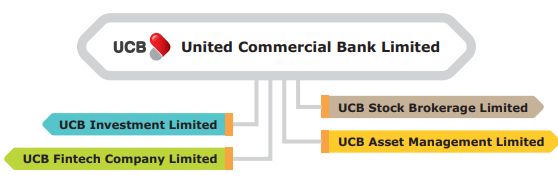 UCB United Commercial Bank Limited
UCB Stock Brokerage Limited
UCB Investment Limited
UCB Asset Management Limited
UCB Fintech Company Limited